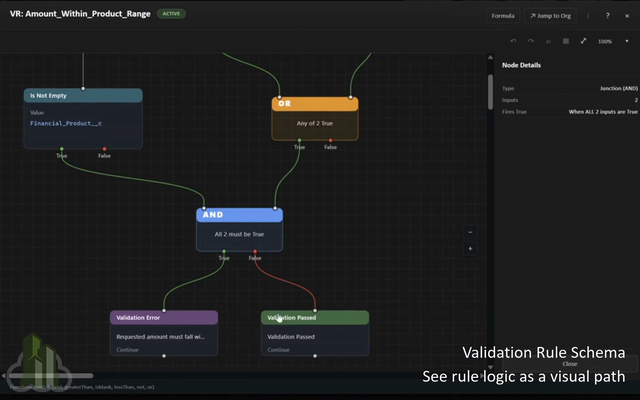 VR: Amount_Within_Product_Range ACTIVE
Formula
Jump to Org
?
100%
Node Details
Type Junction (AND)
Inputs 2
Fires True When ALL 2 inputs are True
Is Not Empty
Value
Financial_Product__c
True False
OR
Any of 2 True
True False
AND
All 2 must be True
True False
Validation Error
Requested amount must fall wi...
Continue
Validation Passed
Validation Passed
Continue
Validation Rule Schema
Close
See rule logic as a visual path